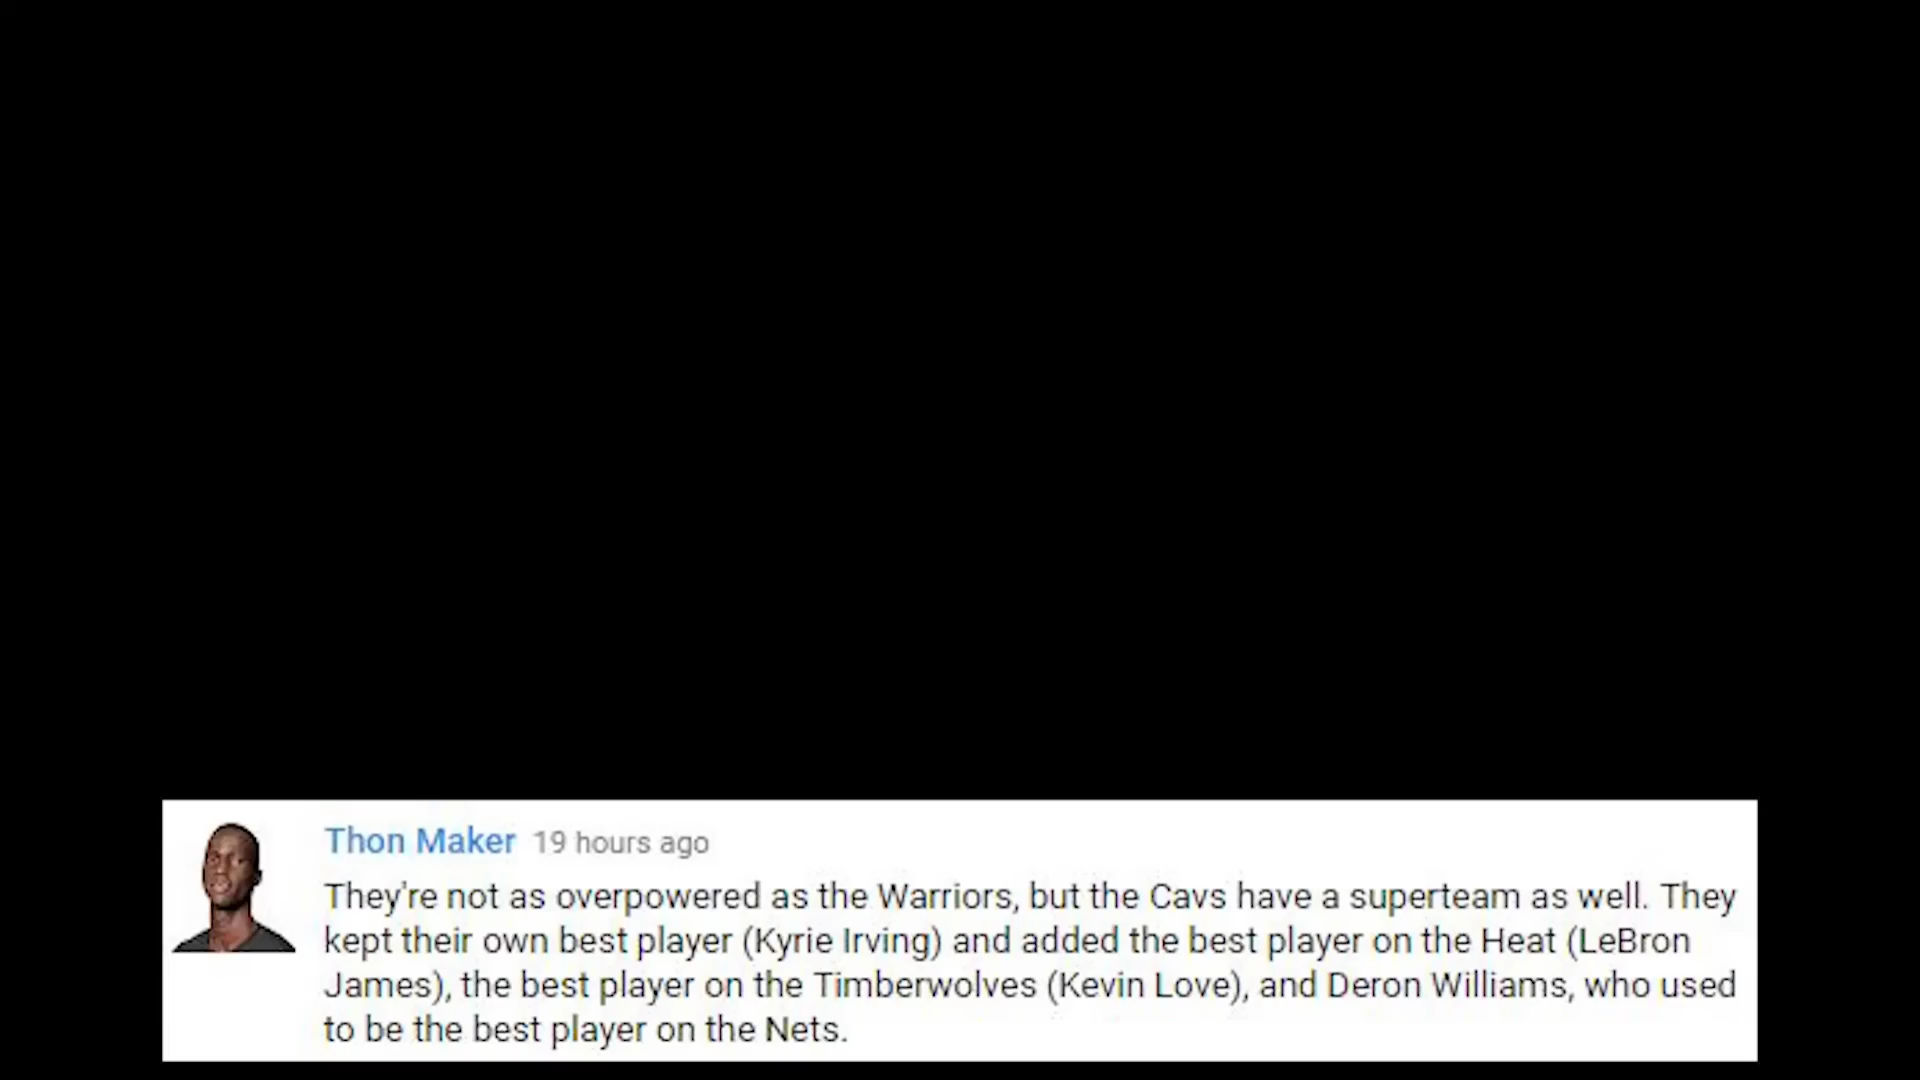 Thon Maker 19 hours ago
They're not as overpowered as the Warriors, but the Cavs have a superteam as well. They
kept their own best player (Kyrie Irving) and added the best player on the Heat (LeBron
James), the best player on the Timberwolves (Kevin Love), and Deron Williams, who used
to be the best player on the Nets.